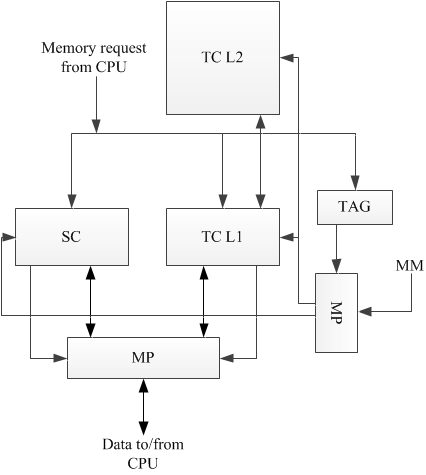 TC L2
Memory request
from CPU
TAG
SC
TC L1
MM
MP
MP
Data to/from
CPU